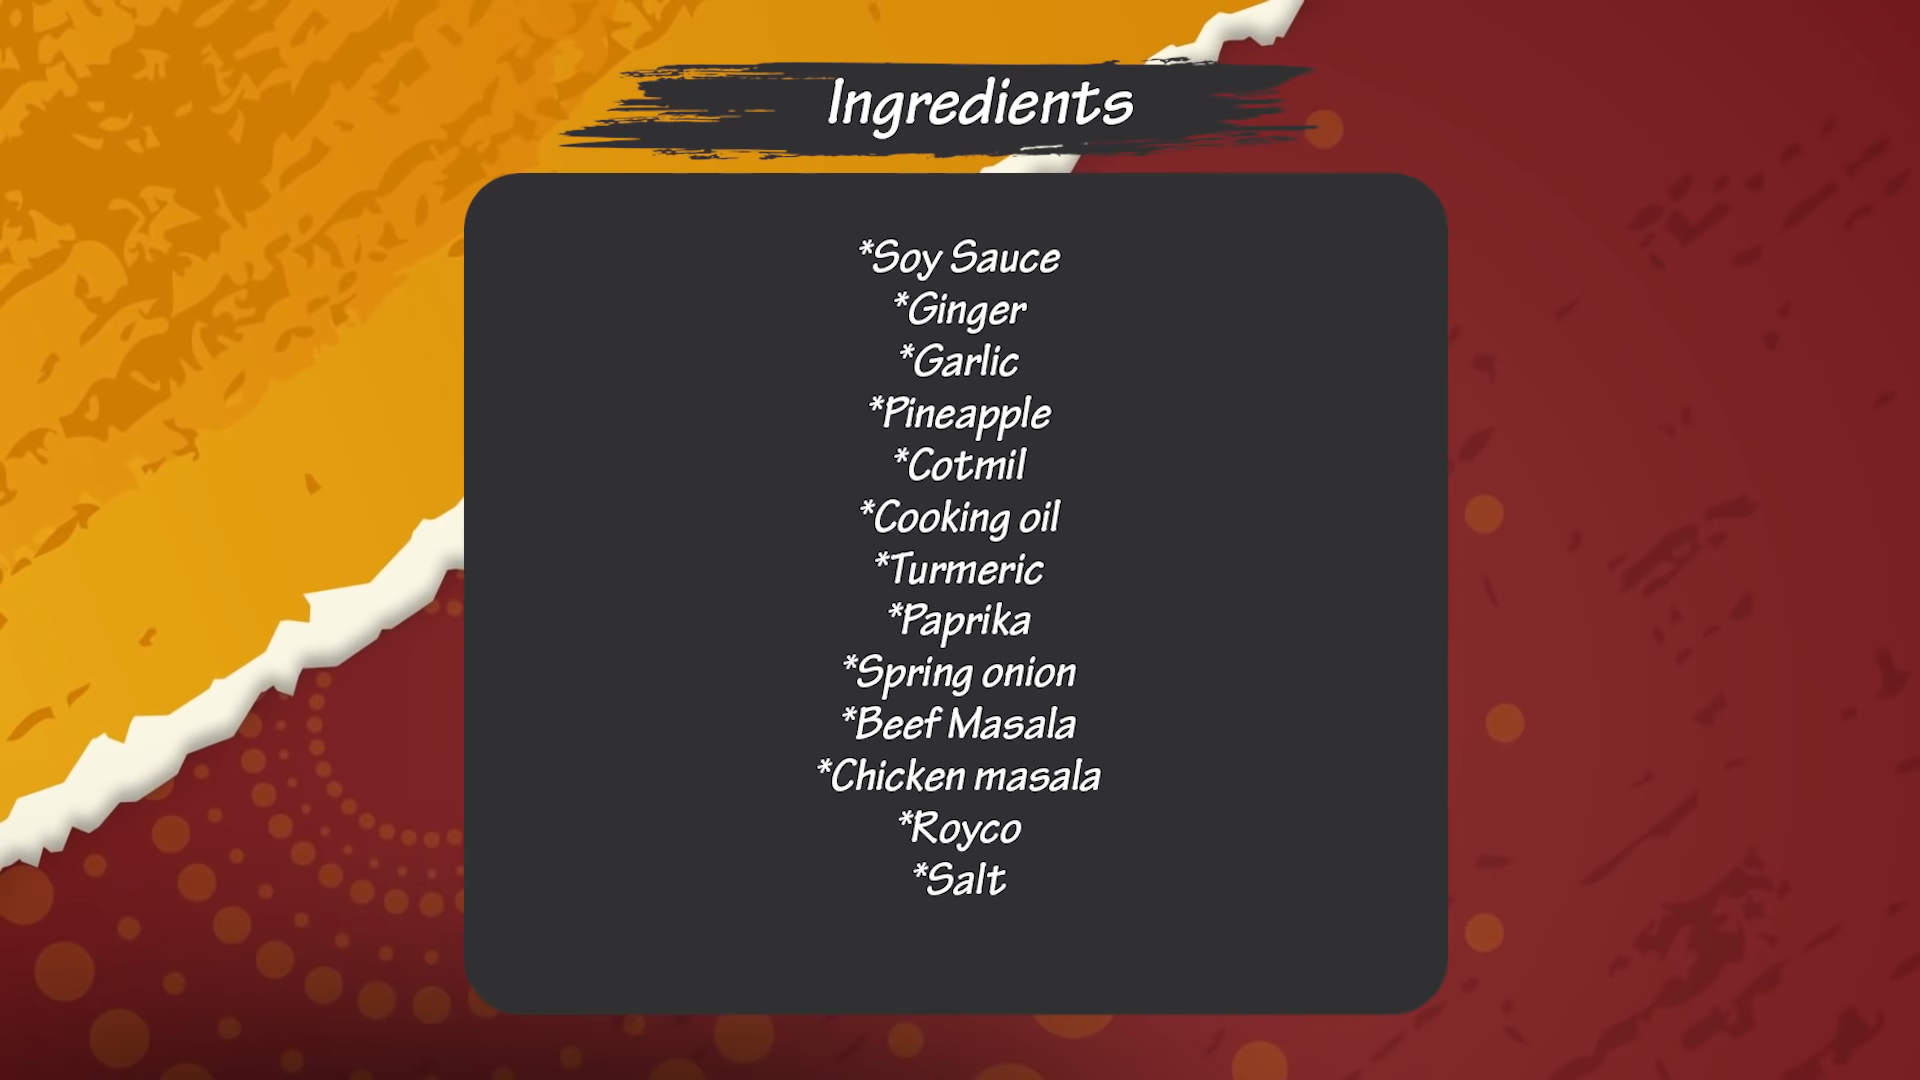 Ingredients
*Soy Sauce
*Ginger
*Garlic
*Pineapple
*Cotmil
*Cooking oil
*Turmeric
*Paprika
*Spring onion
*Beef Masala
*Chicken masala
*Royco
*Salt